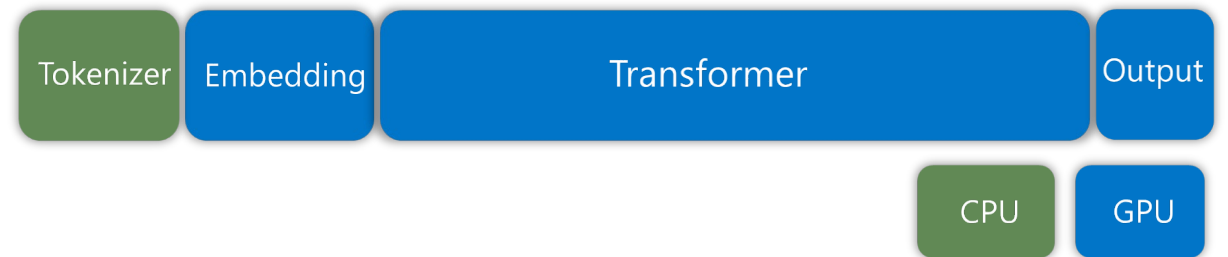 Tokenizer
Embedding
Transformer
Output
CPU
GPU